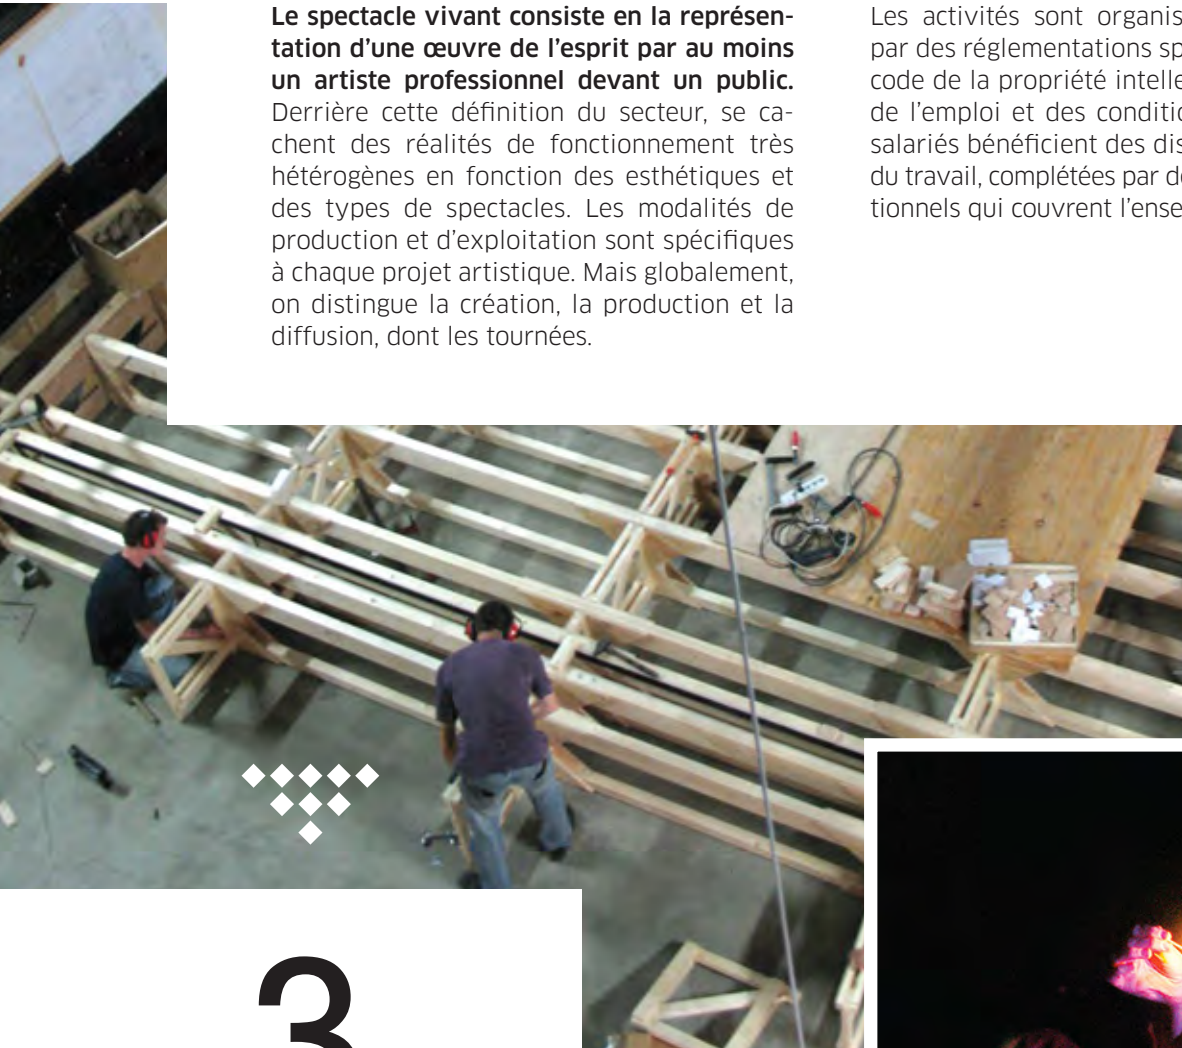 Le spectacle vivant consiste en la représen-
tation d’une œuvre de l’esprit par au moins
un artiste professionnel devant un public.
Derrière cette définition du secteur, se ca-
chent des réalités de fonctionnement très
hétérogènes en fonction des esthétiques et
des types de spectacles. Les modalités de
production et d’exploitation sont spécifiques
à chaque projet artistique. Mais globalement,
on distingue la création, la production et la
diffusion, dont les tournées.
Les activités sont organis
par des réglementations sp
code de la propriété intelle
de l’emploi et des conditio
salariés bénéficient des dis
du travail, complétées par d
tionnels qui couvrent l’ense
3